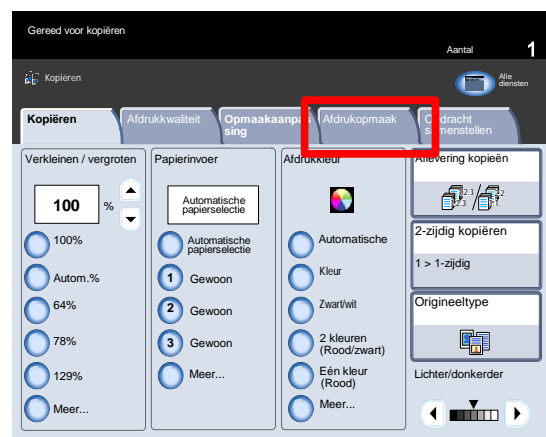 Gereed voor kopiëren
Aantal 1
Kopiëren
Alle
diensten
Kopiëren
Afdrukkwaliteit
Opmaakaanpas
sing
Afdrukopmaak
Opdracht
samenstellen
Verkleinen / vergroten
100 %
100%
Autom.%
64%
78%
129%
Meer...
Papierinvoer
Automatische
papierselectie
Automatische
papierselectie
1 Gewoon
2 Gewoon
3 Gewoon
Meer...
Afdrukkleur
Automatische
Kleur
Zwart/wit
2 kleuren
(Rood/zwart)
Eén kleur
(Rood)
Meer...
Aflevering kopieën
2-zijdig kopiëren
1 > 1-zijdig
Origineeltype
Lichter/donkerder